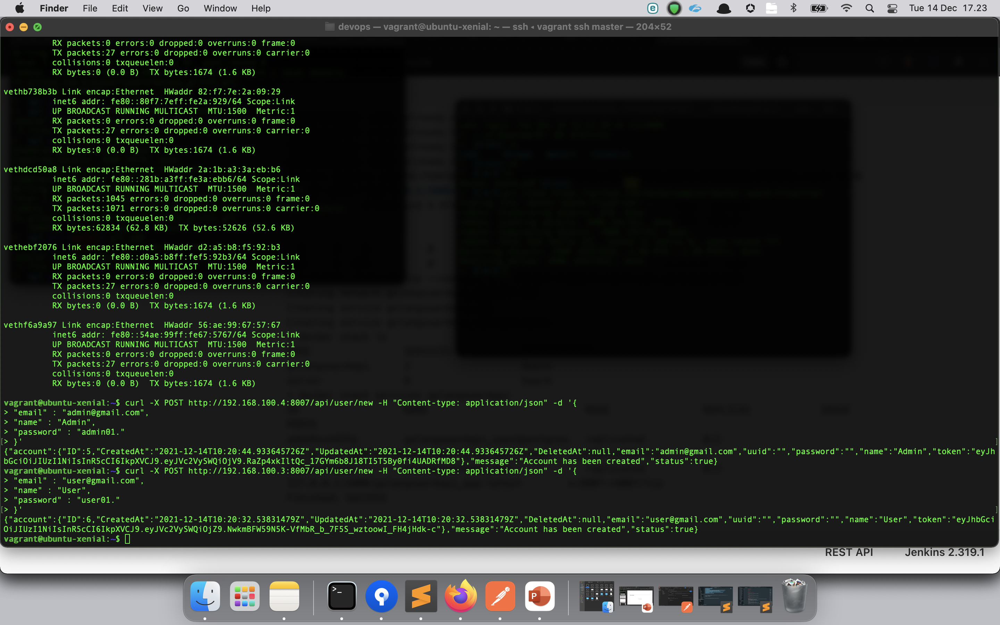 Finder File Edit View Go Window Help Tue 14 Dec 17.23
devops — vagrant@ubuntu-xenial: ~ — ssh ◂ vagrant ssh master — 204×52
RX packets:0 errors:0 dropped:0 overruns:0 frame:0
TX packets:27 errors:0 dropped:0 overruns:0 carrier:0
collisions:0 txqueuelen:0
RX bytes:0 (0.0 B)  TX bytes:1674 (1.6 KB)
vethb738b3b Link encap:Ethernet  HWaddr 82:f7:7e:2a:09:29
inet6 addr: fe80::80f7:7eff:fe2a:929/64 Scope:Link
UP BROADCAST RUNNING MULTICAST  MTU:1500  Metric:1
RX packets:0 errors:0 dropped:0 overruns:0 frame:0
TX packets:27 errors:0 dropped:0 overruns:0 carrier:0
collisions:0 txqueuelen:0
RX bytes:0 (0.0 B)  TX bytes:1674 (1.6 KB)
vethdcd50a8 Link encap:Ethernet  HWaddr 2a:1b:a3:3a:eb:b6
inet6 addr: fe80::281b:a3ff:fe3a:ebb6/64 Scope:Link
UP BROADCAST RUNNING MULTICAST  MTU:1500  Metric:1
RX packets:1045 errors:0 dropped:0 overruns:0 frame:0
TX packets:1071 errors:0 dropped:0 overruns:0 carrier:0
collisions:0 txqueuelen:0
RX bytes:62834 (62.8 KB)  TX bytes:52626 (52.6 KB)
vethebf2076 Link encap:Ethernet  HWaddr d2:a5:b8:f5:92:b3
inet6 addr: fe80::d0a5:b8ff:fef5:92b3/64 Scope:Link
UP BROADCAST RUNNING MULTICAST  MTU:1500  Metric:1
RX packets:0 errors:0 dropped:0 overruns:0 frame:0
TX packets:27 errors:0 dropped:0 overruns:0 carrier:0
collisions:0 txqueuelen:0
RX bytes:0 (0.0 B)  TX bytes:1674 (1.6 KB)
vethf6a9a97 Link encap:Ethernet  HWaddr 56:ae:99:67:57:67
inet6 addr: fe80::54ae:99ff:fe67:5767/64 Scope:Link
UP BROADCAST RUNNING MULTICAST  MTU:1500  Metric:1
RX packets:0 errors:0 dropped:0 overruns:0 frame:0
TX packets:27 errors:0 dropped:0 overruns:0 carrier:0
collisions:0 txqueuelen:0
RX bytes:0 (0.0 B)  TX bytes:1674 (1.6 KB)
vagrant@ubuntu-xenial:~$ curl -X POST http://192.168.100.4:8007/api/user/new -H "Content-type: application/json" -d '{
> "email" : "admin@gmail.com",
> "name" : "Admin",
> "password" : "admin01."
[> }' ]
{"account":{"ID":5,"CreatedAt":"2021-12-14T10:20:44.933645726Z","UpdatedAt":"2021-12-14T10:20:44.933645726Z","DeletedAt":null,"email":"admin@gmail.com","uuid":"","password":"","name":"Admin","token":"eyJh
bGciOiJIUzI1NiIsInR5cCI6IkpXVCJ9.eyJVc2VySWQiOjV9.RaZp4xkIltQc_17GYm6b8J18TI5T5By0fi4UADRfMD8"},"message":"Account has been created","status":true}
vagrant@ubuntu-xenial:~$ curl -X POST http://192.168.100.3:8007/api/user/new -H "Content-type: application/json" -d '{
> "email" : "user@gmail.com",
> "name" : "User",
> "password" : "user01."
[> }' ]
{"account":{"ID":6,"CreatedAt":"2021-12-14T10:20:32.53831479Z","UpdatedAt":"2021-12-14T10:20:32.53831479Z","DeletedAt":null,"email":"user@gmail.com","uuid":"","password":"","name":"User","token":"eyJhbGci
OiJIUzI1NiIsInR5cCI6IkpXVCJ9.eyJVc2VySWQiOjZ9.NwkmBFW59N5K-VfMbR_b_7F5S_wztoowI_FH4jHdk-c"},"message":"Account has been created","status":true}
vagrant@ubuntu-xenial:~$
REST API Jenkins 2.319.1